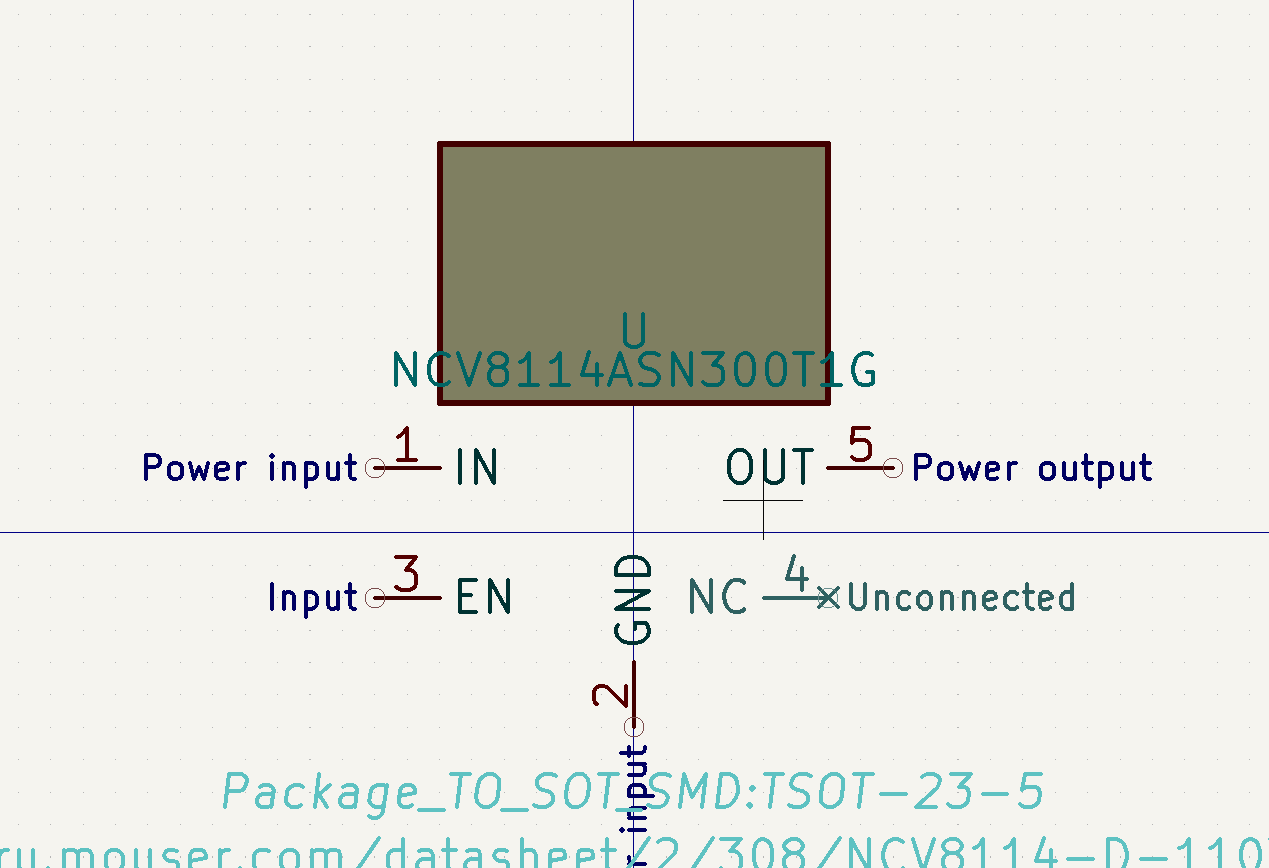 U
NCV8114ASN300T1G
Power input 1 IN OUT 5 Power output
Input 3 EN GND NC 4 Unconnected
2
input
Package_TO_SOT_SMD:TSOT-23-5
ru.mouser.com/datasheet/2/308/NCV8114-D-110